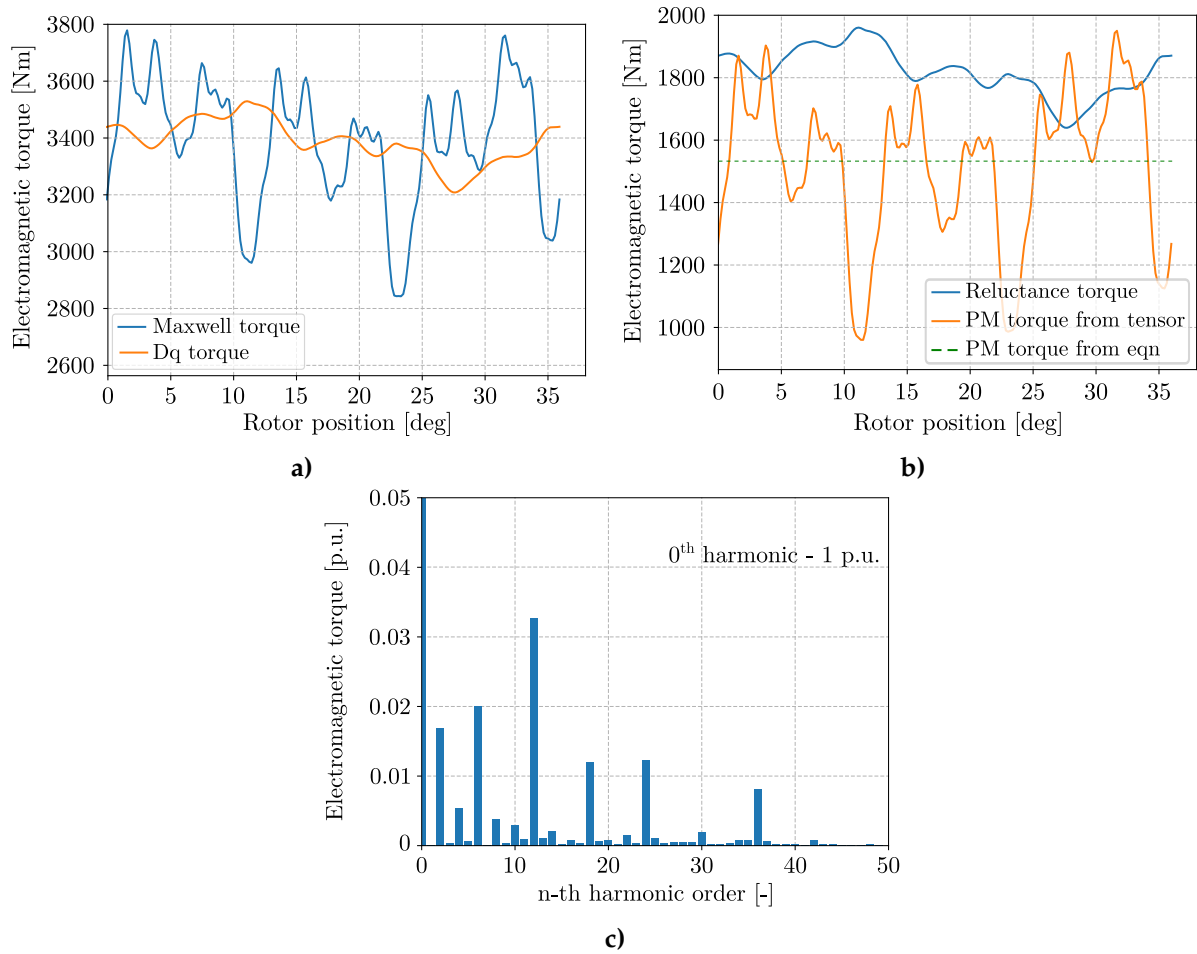 3800
3600
3400
3200
3000
2800
2600
Electromagnetic torque [Nm]
Maxwell torque
Dq torque
0 5 10 15 20 25 30 35
Rotor position [deg]
a)
2000
1800
1600
1400
1200
1000
Electromagnetic torque [Nm]
Reluctance torque
PM torque from tensor
PM torque from eqn
0 5 10 15 20 25 30 35
Rotor position [deg]
b)
0.05
0.04
0.03
0.02
0.01
0
Electromagnetic torque [p.u.]
0th harmonic - 1 p.u.
0 10 20 30 40 50
n-th harmonic order [-]
c)